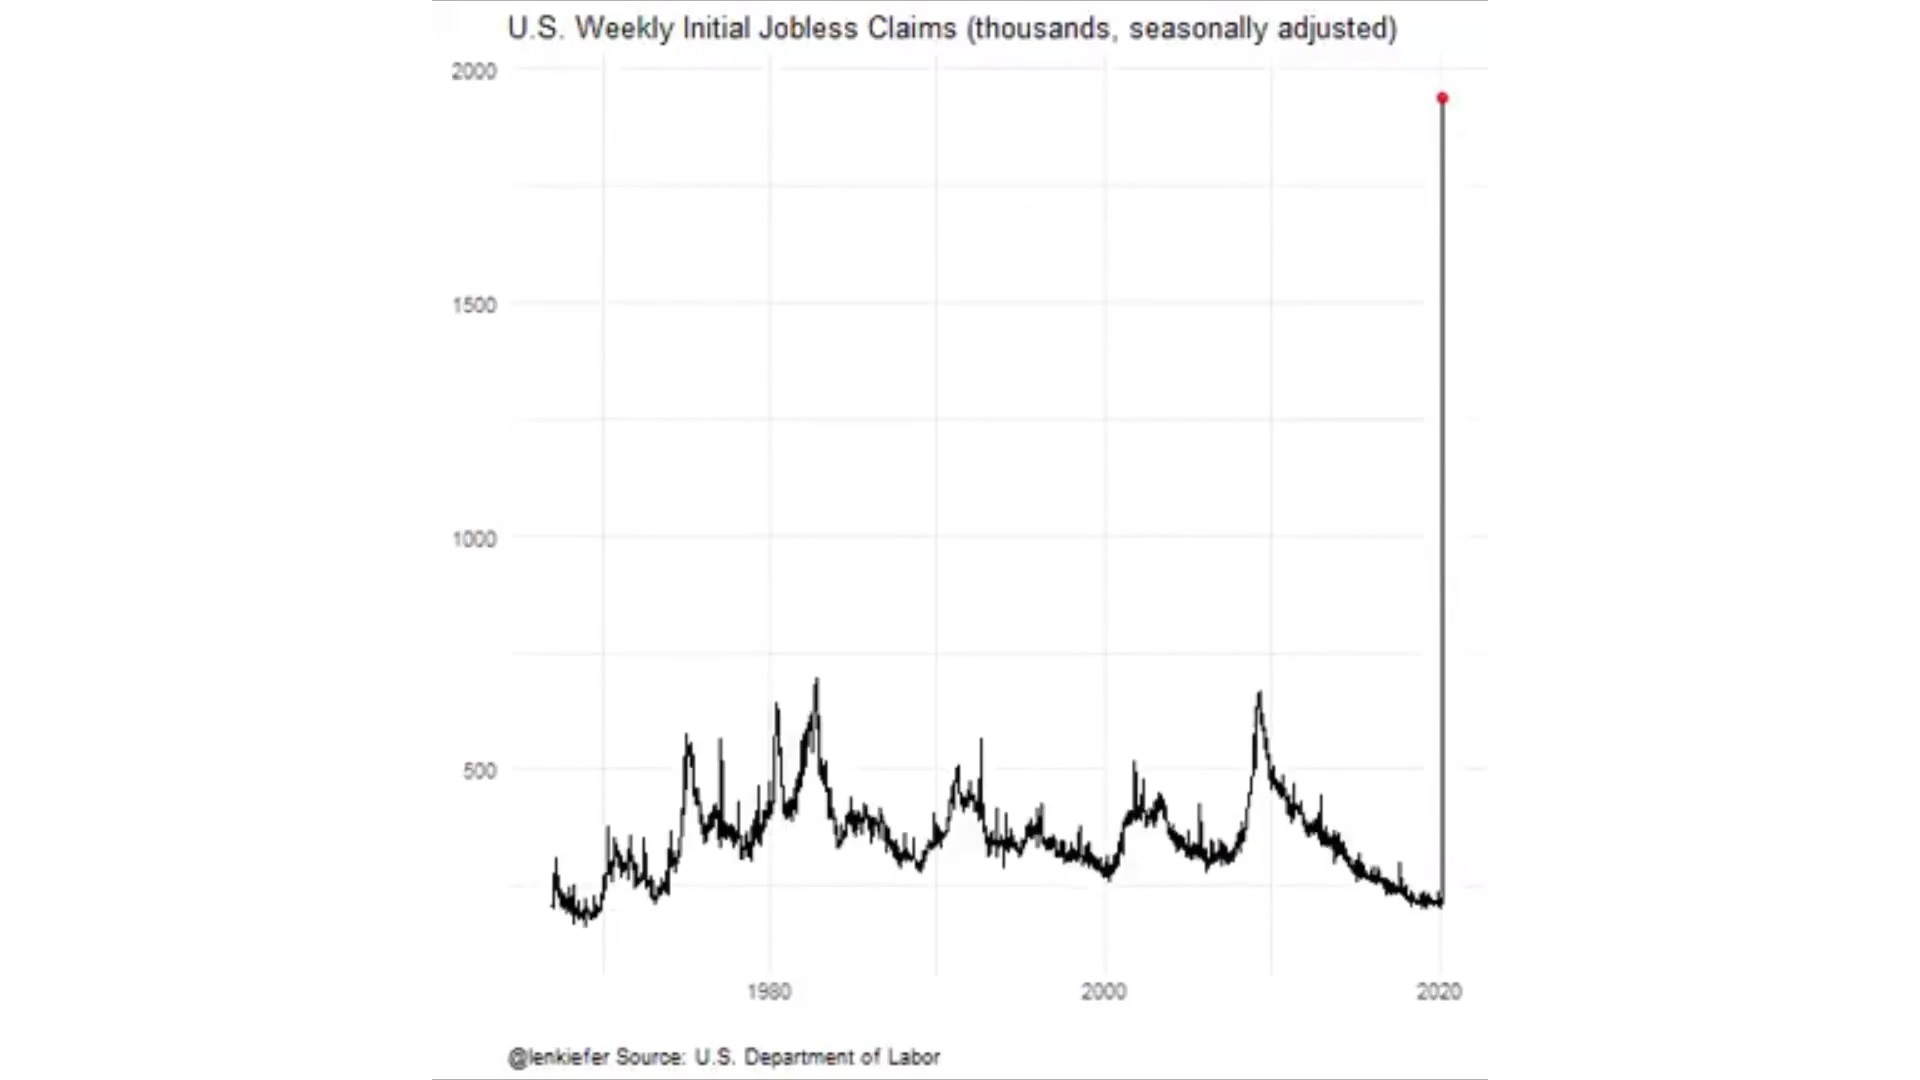 U.S. Weekly Initial Jobless Claims (thousands, seasonally adjusted)
2000
1500
1000
500
1980 2000 2020
@lenkiefer Source: U.S. Department of Labor